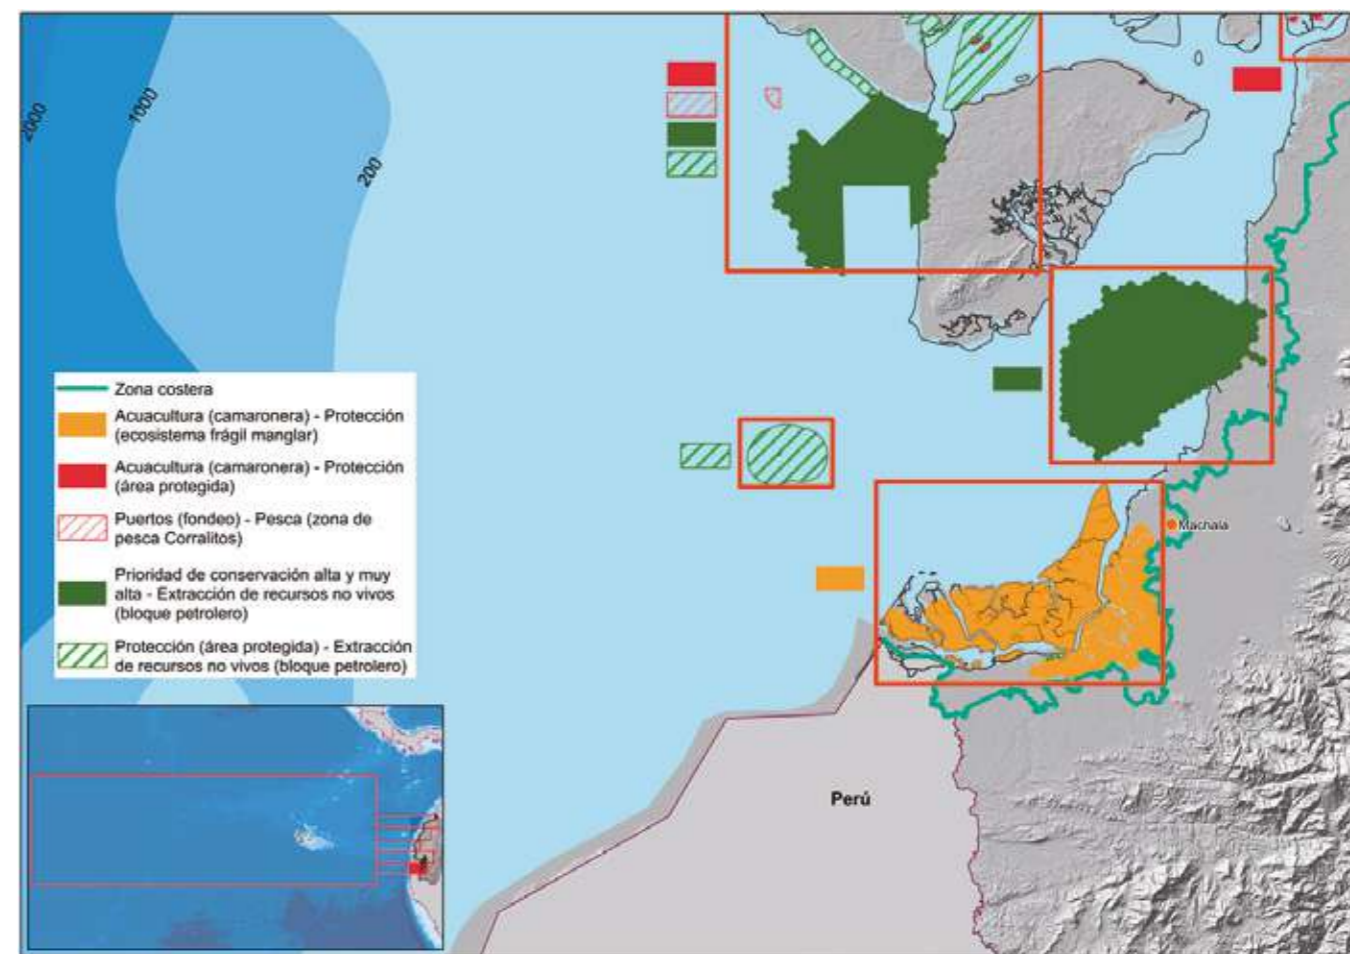 2000
1000
200
Zona costera
Acuacultura (camaronera) - Protección
(ecosistema frágil manglar)
Acuacultura (camaronera) - Protección
(área protegida)
Puertos (fondeo) - Pesca (zona de
pesca Corralitos)
Prioridad de conservación alta y muy
alta - Extracción de recursos no vivos
(bloque petrolero)
Protección (área protegida) - Extracción
de recursos no vivos (bloque petrolero)
Machala
Perú